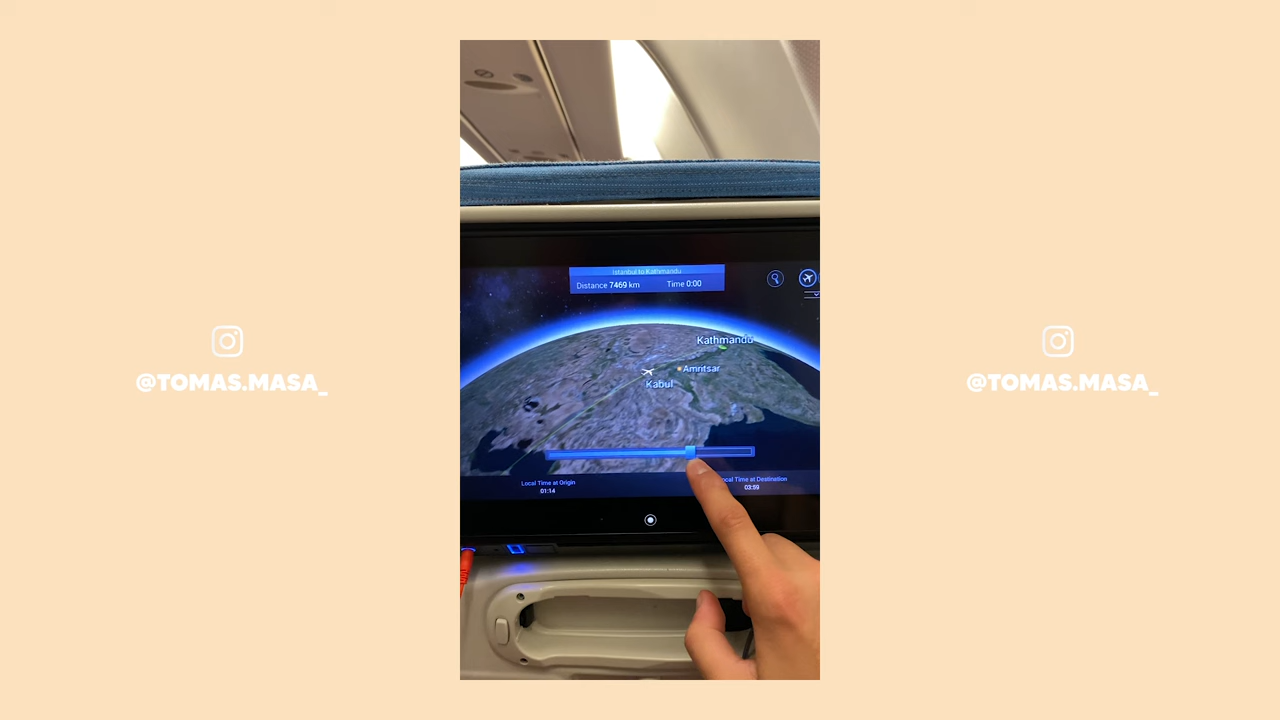 Istanbul to Kathmandu
Distance 7469 km Time 0:00
Kathmandu
Amritsar
Kabul
@TOMAS.MASA_
@TOMAS.MASA_
Local Time at Origin
01:14
ocal Time at Destination
03:59